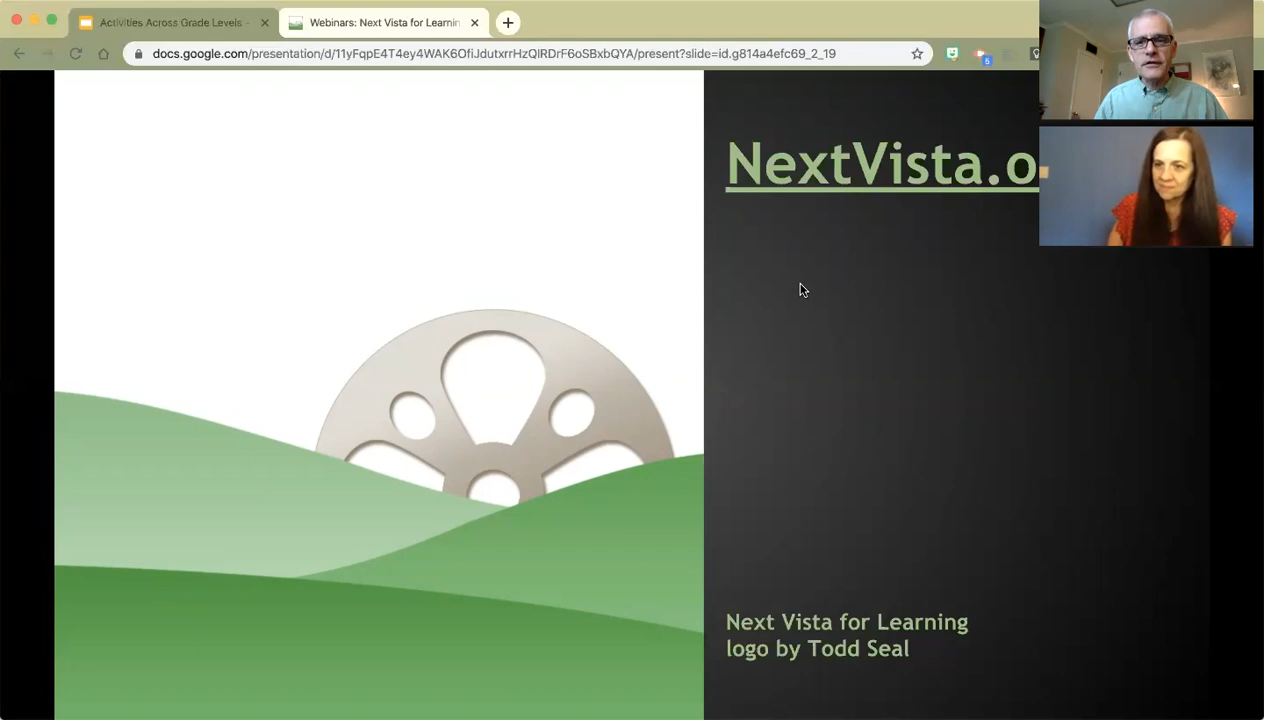 Activities Across Grade Levels -
Webinars: Next Vista for Learnin
docs.google.com/presentation/d/11yFqpE4T4ey4WAK6OfiJdutxrrHzQlRDrF6oSBxbQYA/present?slide=id.g814a4efc69_2_19
5
NextVista.o
Next Vista for Learning
logo by Todd Seal